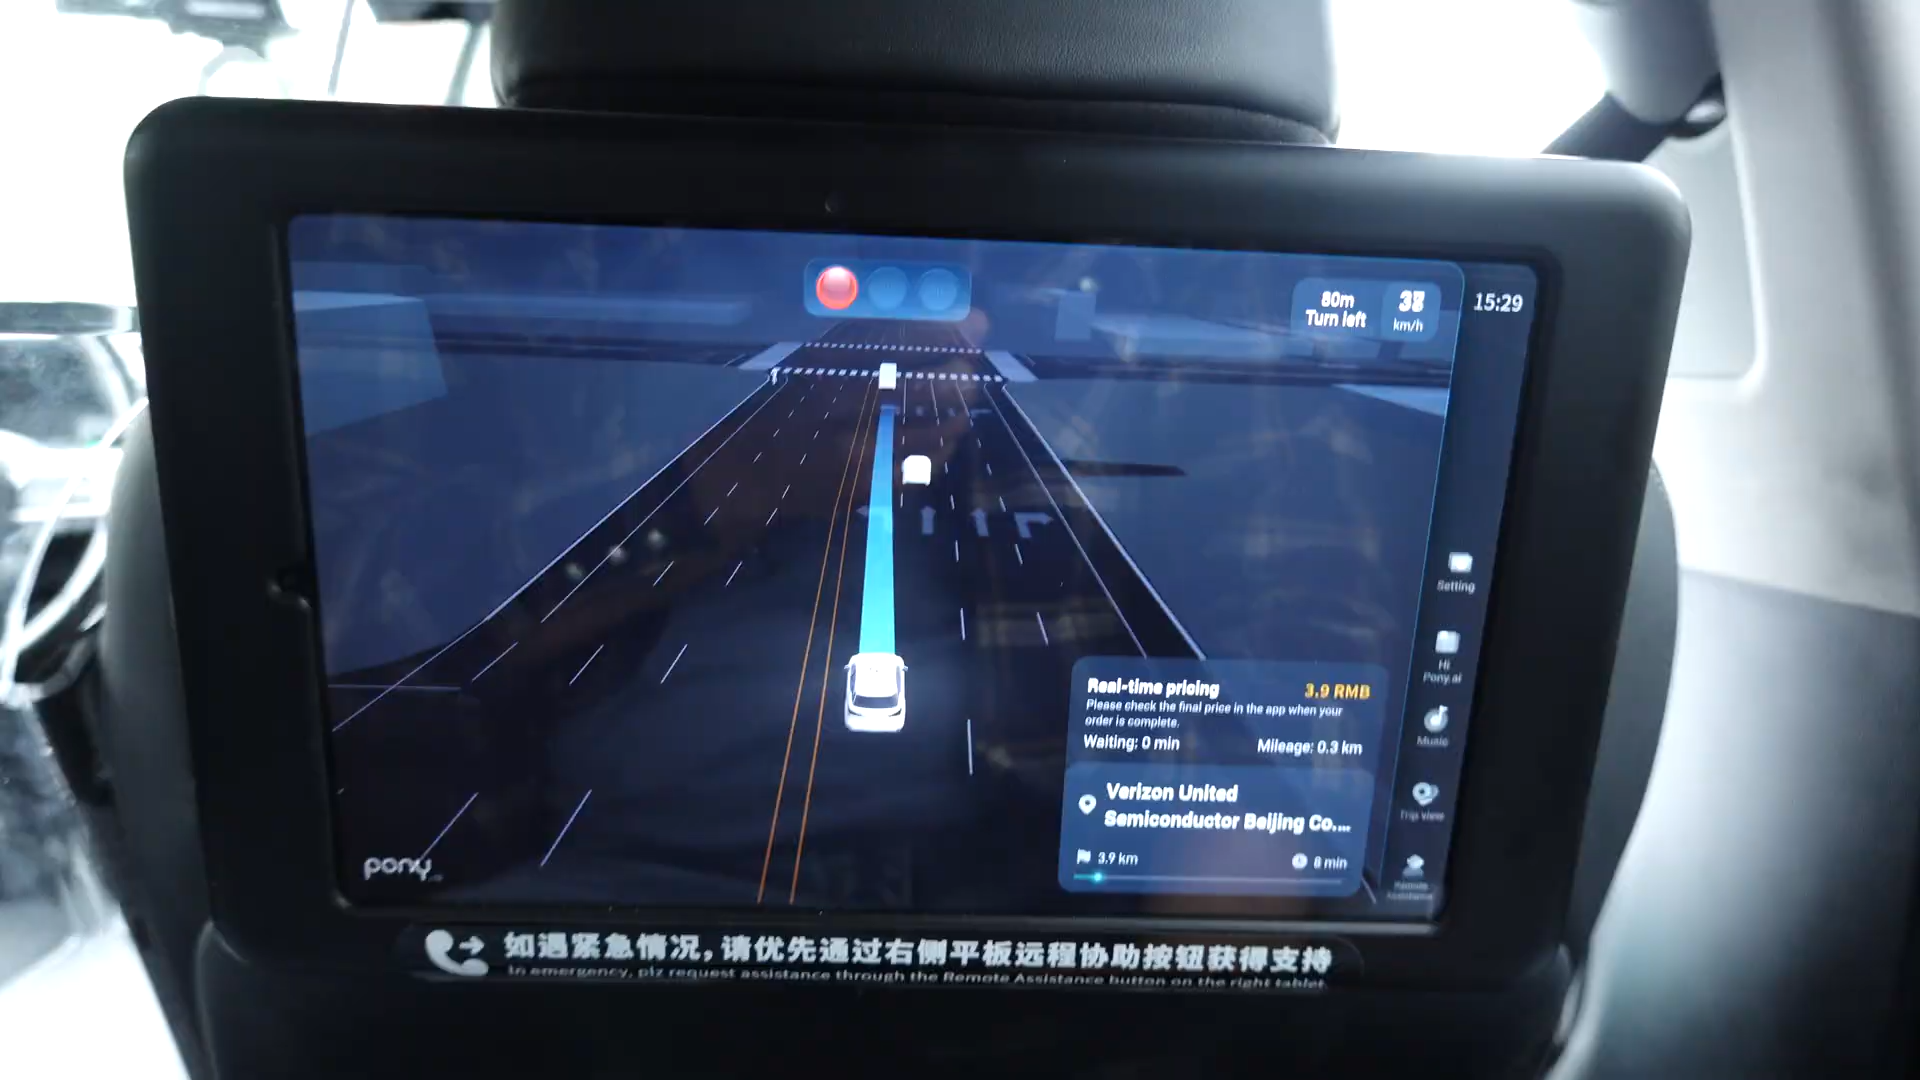 80m
Turn left
km/h
15:29
Setting
Hi
Pony.ai
Music
Trip view
Remote
Assistance
Real-time pricing
3.9 RMB
Please check the final price in the app when your
order is complete.
Waiting: 0 min
Mileage: 0.3 km
Verizon United
Semiconductor Beijing Co....
3.9 km
8 min
pony
如遇紧急情况,请优先通过右侧平板远程协助按钮获得支持
In emergency, plz request assistance through the Remote Assistance button on the right tablet